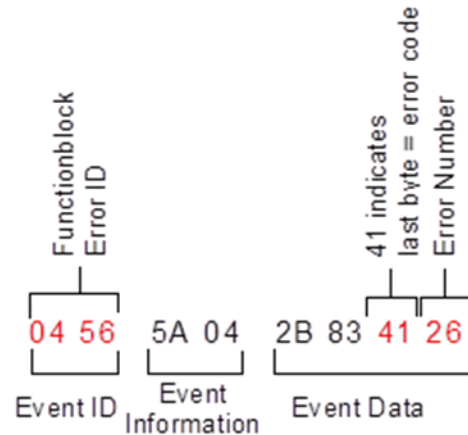 Functionblock
Error ID
41 indicates
last byte = error code
Error Number
04 56 5A 04 2B 83 41 26
Event ID
Event
Information
Event Data